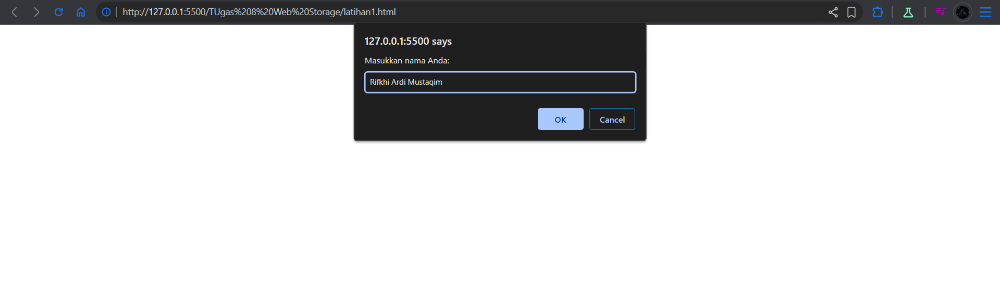 http://127.0.0.1:5500/TUgas%208%20Web%20Storage/latihan1.html
127.0.0.1:5500 says
Masukkan nama Anda:
Rifkhi Ardi Mustaqim
OK
Cancel